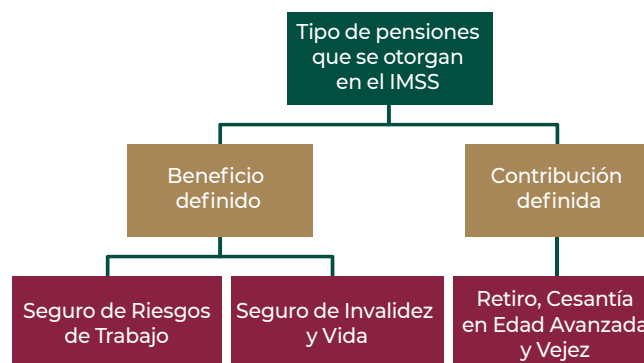 Tipo de pensiones
que se otorgan
en el IMSS
Beneficio
definido
Contribución
definida
Seguro de Riesgos
de Trabajo
Seguro de Invalidez
y Vida
Retiro, Cesantía
en Edad Avanzada
y Vejez